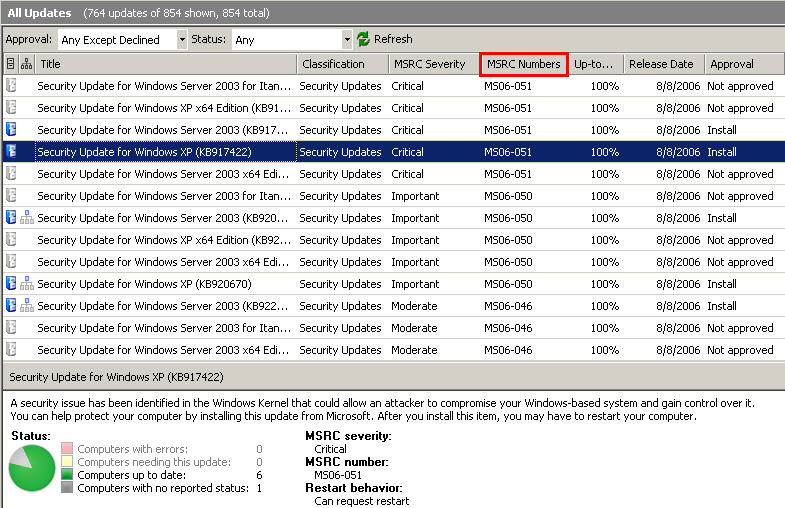 All Updates (764 updates of 854 shown, 854 total)
Approval: Any Except Declined Status: Any Refresh
Title Classification MSRC Severity MSRC Numbers Up-to... Release Date Approval
Security Update for Windows Server 2003 for Itan... Security Updates Critical MS06-051 100% 8/8/2006 Not approved
Security Update for Windows XP x64 Edition (KB91... Security Updates Critical MS06-051 100% 8/8/2006 Not approved
Security Update for Windows Server 2003 (KB917... Security Updates Critical MS06-051 100% 8/8/2006 Install
Security Update for Windows XP (KB917422) Security Updates Critical MS06-051 100% 8/8/2006 Install
Security Update for Windows Server 2003 x64 Edi... Security Updates Critical MS06-051 100% 8/8/2006 Not approved
Security Update for Windows Server 2003 for Itan... Security Updates Important MS06-050 100% 8/8/2006 Not approved
Security Update for Windows Server 2003 (KB920... Security Updates Important MS06-050 100% 8/8/2006 Install
Security Update for Windows XP x64 Edition (KB92... Security Updates Important MS06-050 100% 8/8/2006 Not approved
Security Update for Windows Server 2003 x64 Edi... Security Updates Important MS06-050 100% 8/8/2006 Not approved
Security Update for Windows XP (KB920670) Security Updates Important MS06-050 100% 8/8/2006 Install
Security Update for Windows Server 2003 (KB922... Security Updates Moderate MS06-046 100% 8/8/2006 Install
Security Update for Windows Server 2003 for Itan... Security Updates Moderate MS06-046 100% 8/8/2006 Not approved
Security Update for Windows Server 2003 x64 Edi... Security Updates Moderate MS06-046 100% 8/8/2006 Not approved
Security Update for Windows XP (KB917422)
A security issue has been identified in the Windows Kernel that could allow an attacker to compromise your Windows-based system and gain control over it.
You can help protect your computer by installing this update from Microsoft. After you install this item, you may have to restart your computer.
Status:
Computers with errors: 0
Computers needing this update: 0
Computers up to date: 6
Computers with no reported status: 1
MSRC severity:
Critical
MSRC number:
MS06-051
Restart behavior:
Can request restart